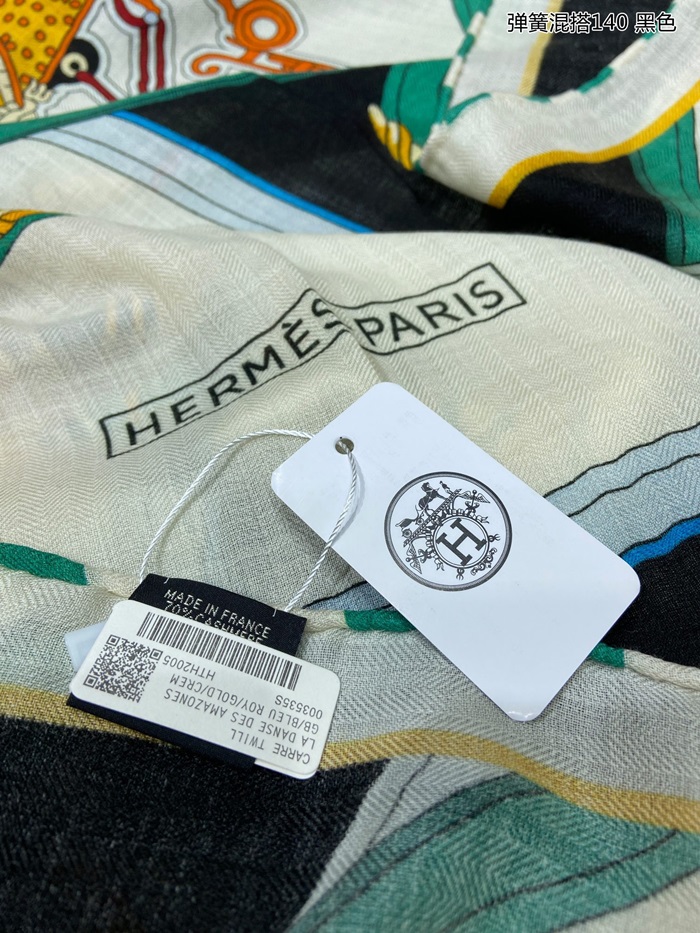 弹簧混搭140 黑色
HERMÈS PARIS
H
MADE IN FRANCE
70% CASHMERE
CARRE TWILL
LA DANSE DES AMAZONES
GB/BLEU ROY/GOLD/CREM
003535S
HTH2005